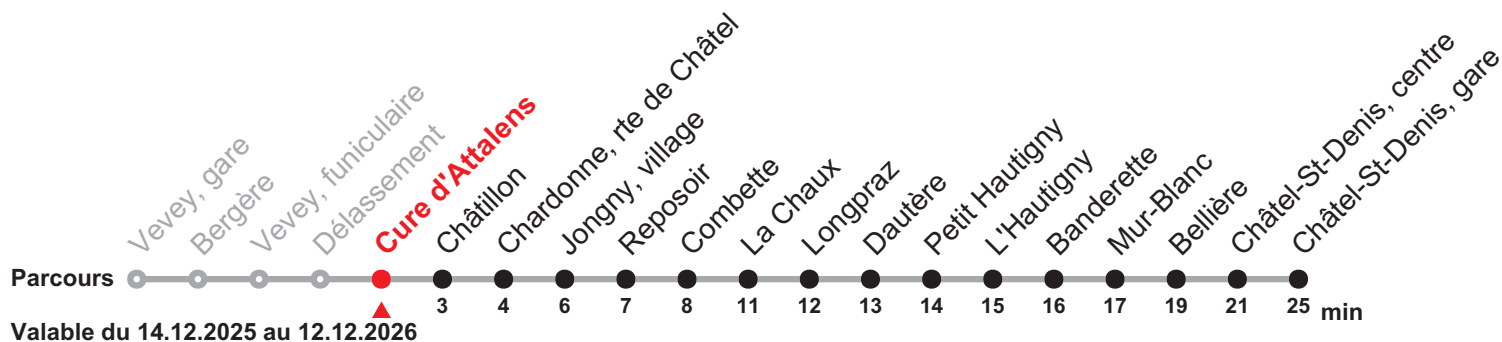 Vevey, gare
Bergère
Vevey, funiculaire
Délassement
Cure d'Attalens
Châtillon
Chardonne, rte de Châtel
Jongny, village
Reposoir
Combette
La Chaux
Longpraz
Dautère
Petit Hautigny
L'Hautigny
Banderette
Mur-Blanc
Bellière
Châtel-St-Denis, centre
Châtel-St-Denis, gare
Parcours
3 4 6 7 8 11 12 13 14 15 16 17 19 21 25 min
Valable du 14.12.2025 au 12.12.2026